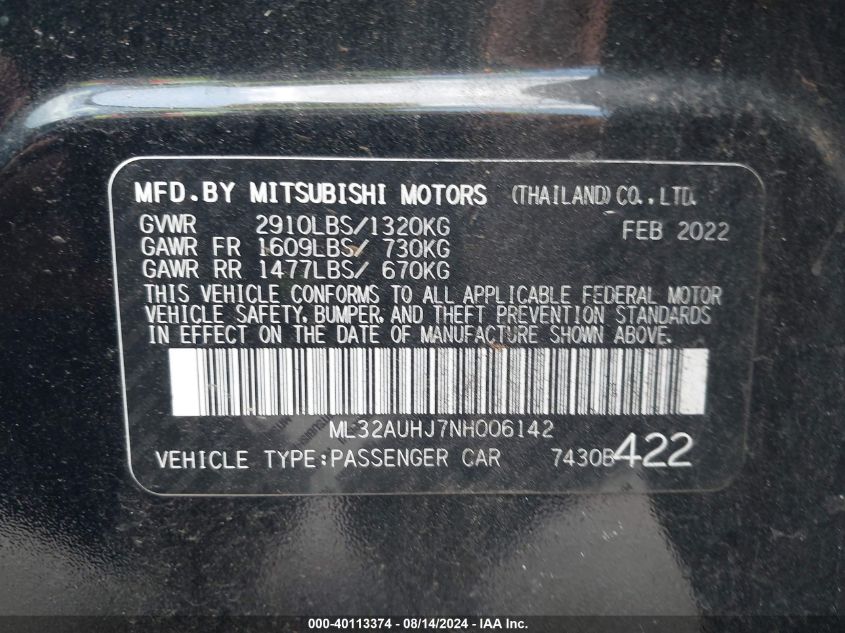 MFD.BY MITSUBISHI MOTORS (THAILAND) CO.,LTD.
GVWR 2910LBS/1320KG FEB 2022
GAWR FR 1609LBS/ 730KG
GAWR RR 1477LBS/ 670KG
THIS VEHICLE CONFORMS TO ALL APPLICABLE FEDERAL MOTOR
VEHICLE SAFETY, BUMPER, AND THEFT PREVENTION STANDARDS
IN EFFECT ON THE DATE OF MANUFACTURE SHOWN ABOVE.
ML32AUHJ7NH006142
VEHICLE TYPE:PASSENGER CAR 7430B422
000-40113374 - 08/14/2024 - IAA Inc.